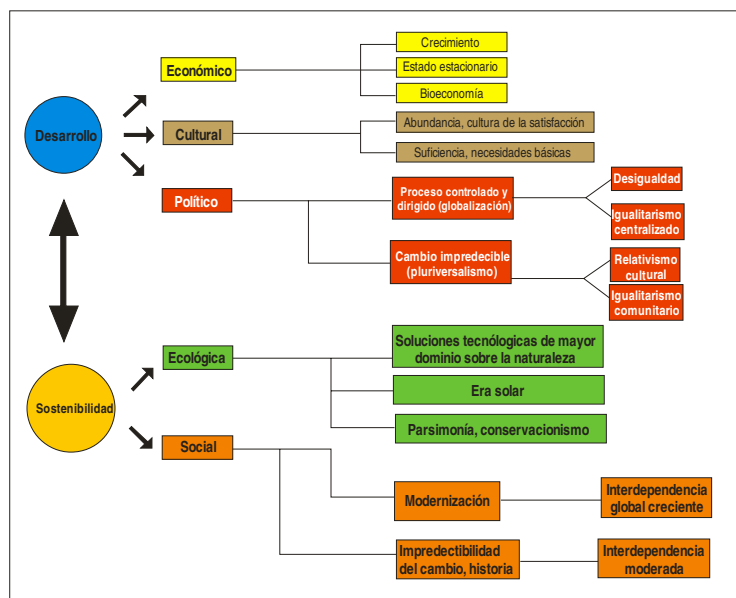 Desarrollo
Económico
Crecimiento
Estado estacionario
Bioeconomía
Cultural
Abundancia, cultura de la satisfacción
Suficiencia, necesidades básicas
Político
Proceso controlado y
dirigido (globalización)
Desigualdad
Igualitarismo
centralizado
Cambio impredecible
(pluriversalismo)
Relativismo
cultural
Igualitarismo
comunitario
Sostenibilidad
Ecológica
Soluciones tecnólogicas de mayor
dominio sobre la naturaleza
Era solar
Parsimonía, conservacionismo
Social
Modernización
Interdependencia
global creciente
Impredectibilidad
del cambio, historia
Interdependencia
moderada